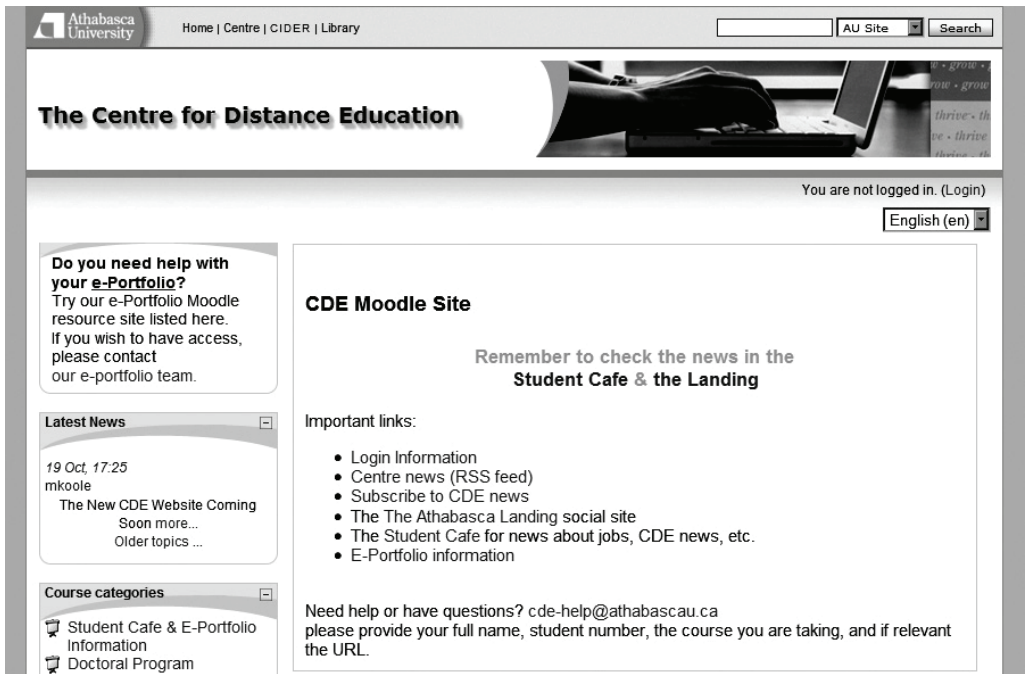 Athabasca
University
Home | Centre | CIDER | Library
AU Site
Search
The Centre for Distance Education
grow
row • grow
thrive • th
ve • thrive
thrive • th
You are not logged in. (Login)
English (en)
Do you need help with
your e-Portfolio?
Try our e-Portfolio Moodle
resource site listed here.
If you wish to have access,
please contact
our e-portfolio team.
Latest News
19 Oct, 17:25
mkoole
The New CDE Website Coming
Soon more...
Older topics ...
Course categories
Student Cafe & E-Portfolio
Information
Doctoral Program
CDE Moodle Site
Remember to check the news in the
Student Cafe & the Landing
Important links:
• Login Information
• Centre news (RSS feed)
• Subscribe to CDE news
• The The Athabasca Landing social site
• The Student Cafe for news about jobs, CDE news, etc.
• E-Portfolio information
Need help or have questions? cde-help@athabascau.ca
please provide your full name, student number, the course you are taking, and if relevant
the URL.